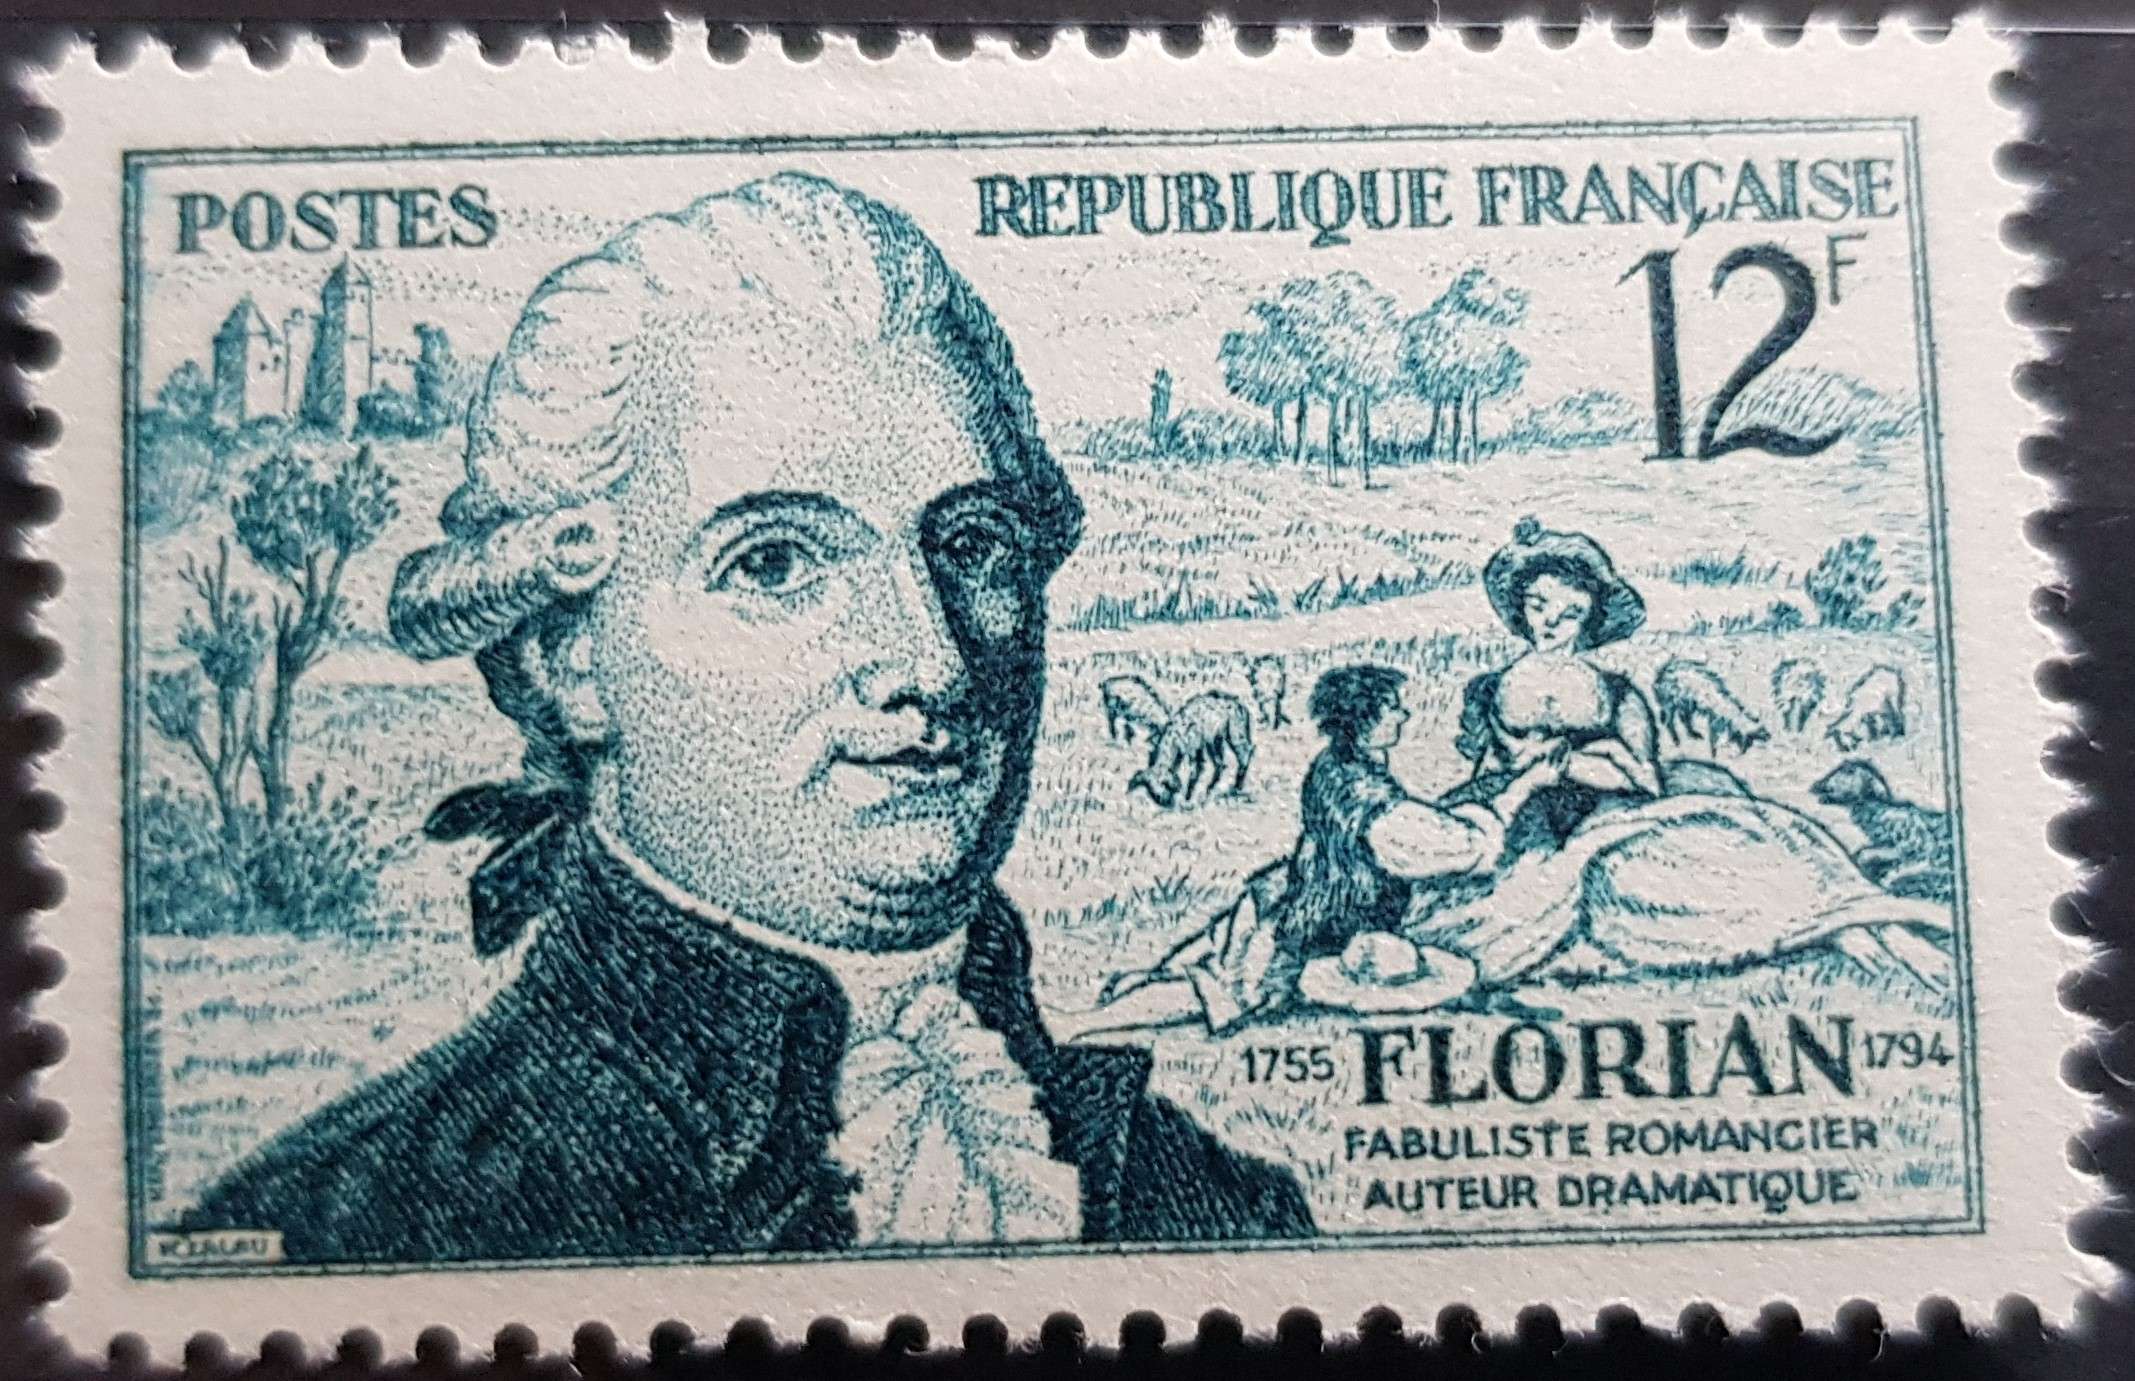 POSTES
REPUBLIQUE FRANÇAISE
12F
1755 FLORIAN 1794
FABULISTE ROMANCIER
AUTEUR DRAMATIQUE